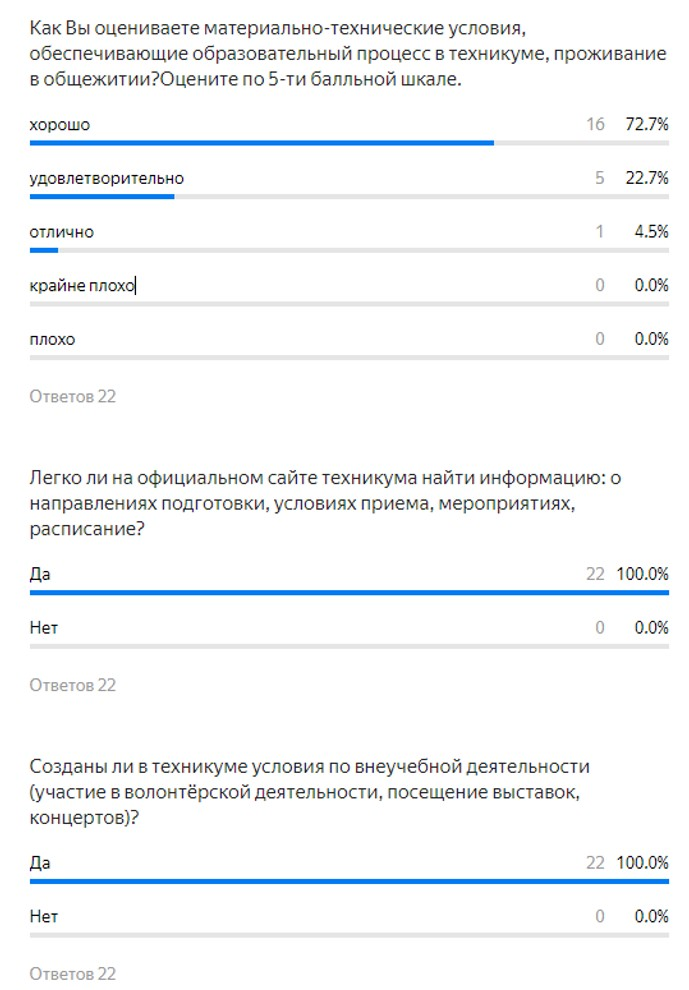 Как Вы оцениваете материально-технические условия,
обеспечивающие образовательный процесс в техникуме, проживание
в общежитии?Оцените по 5-ти балльной шкале.
хорошо 16 72.7%
удовлетворительно 5 22.7%
отлично 1 4.5%
крайне плохо 0 0.0%
плохо 0 0.0%
Ответов 22
Легко ли на официальном сайте техникума найти информацию: о
направлениях подготовки, условиях приема, мероприятиях,
расписание?
Да 22 100.0%
Нет 0 0.0%
Ответов 22
Созданы ли в техникуме условия по внеучебной деятельности
(участие в волонтёрской деятельности, посещение выставок,
концертов)?
Да 22 100.0%
Нет 0 0.0%
Ответов 22